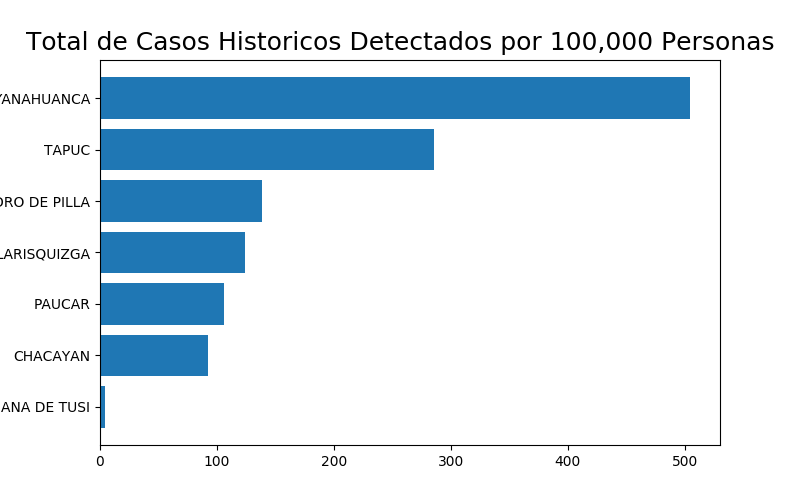 Total de Casos Historicos Detectados por 100,000 Personas
YANAHUANCA
TAPUC
DRO DE PILLA
LARISQUIZGA
PAUCAR
CHACAYAN
ANA DE TUSI
0 100 200 300 400 500